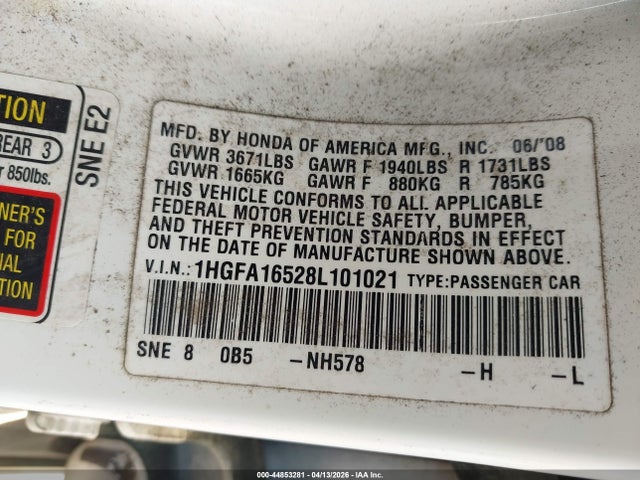 TION
REAR 3
850lbs.
SNE E2
NER'S
FOR
IAL
TION
MFD. BY HONDA OF AMERICA MFG., INC. 06/'08
GVWR 3671LBS GAWR F 1940LBS R 1731LBS
GVWR 1665KG GAWR F 880KG R 785KG
THIS VEHICLE CONFORMS TO ALL APPLICABLE
FEDERAL MOTOR VEHICLE SAFETY, BUMPER,
AND THEFT PREVENTION STANDARDS IN EFFECT
ON THE DATE OF MANUFACTURE SHOWN ABOVE.
V.I.N.: 1HGFA16528L101021 TYPE:PASSENGER CAR
SNE 8 0B5 -NH578 -H -L
000-44853281 - 04/13/2026 - IAA Inc.